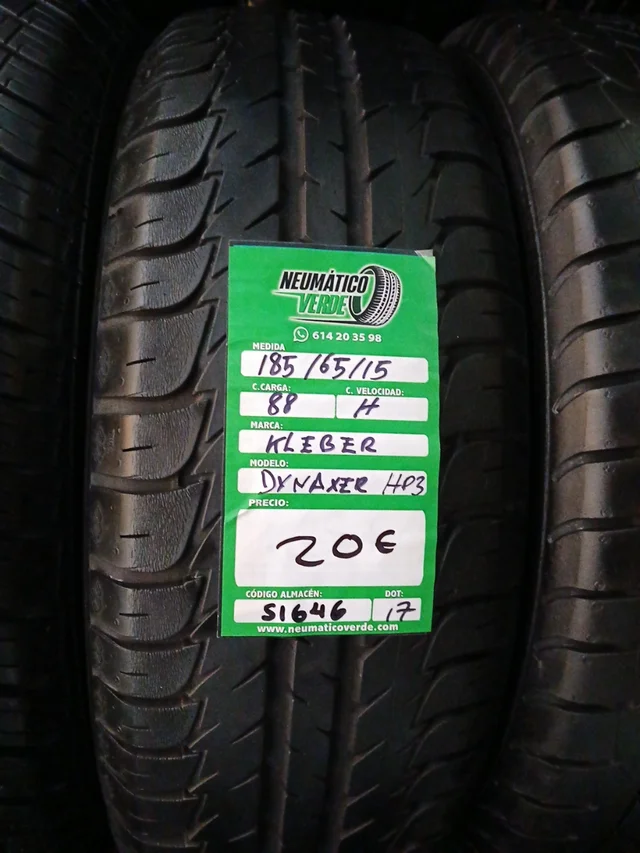 NEUMÁTICO
VERDE
614 20 35 98
MEDIDA
185/65/15
C.CARGA: C. VELOCIDAD:
88 H
MARCA:
KLEBER
MODELO:
DYNAXER HP3
PRECIO:
20€
CÓDIGO ALMACÉN: DOT:
S1646 17
www.neumaticoverde.com